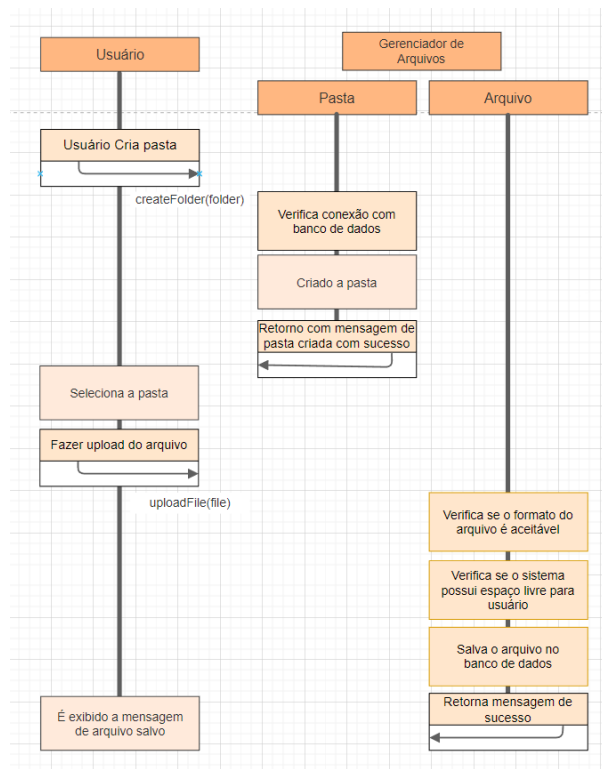 Usuário
Gerenciador de
Arquivos
Pasta
Arquivo
Usuário Cria pasta
createFolder(folder)
Verifica conexão com
banco de dados
Criado a pasta
Retorno com mensagem de
pasta criada com sucesso
Seleciona a pasta
Fazer upload do arquivo
uploadFile(file)
Verifica se o formato do
arquivo é aceitável
Verifica se o sistema
possui espaço livre para
usuário
Salva o arquivo no
banco de dados
Retorna mensagem de
sucesso
É exibido a mensagem
de arquivo salvo